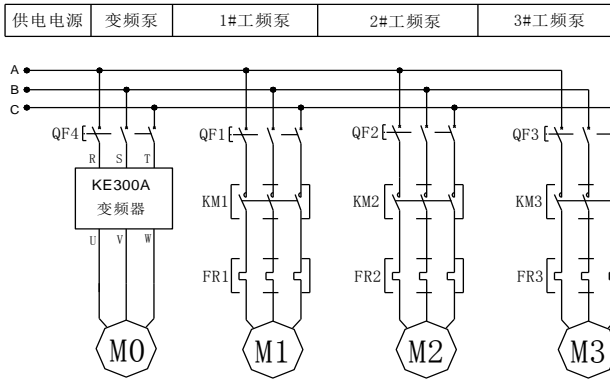 供电电源 变频泵 1#工频泵 2#工频泵 3#工频泵
A
B
C
QF4 QF1 QF2 QF3
R S T
KE300A
变频器
KM1 KM2 KM3
U V W
FR1 FR2 FR3
M0 M1 M2 M3